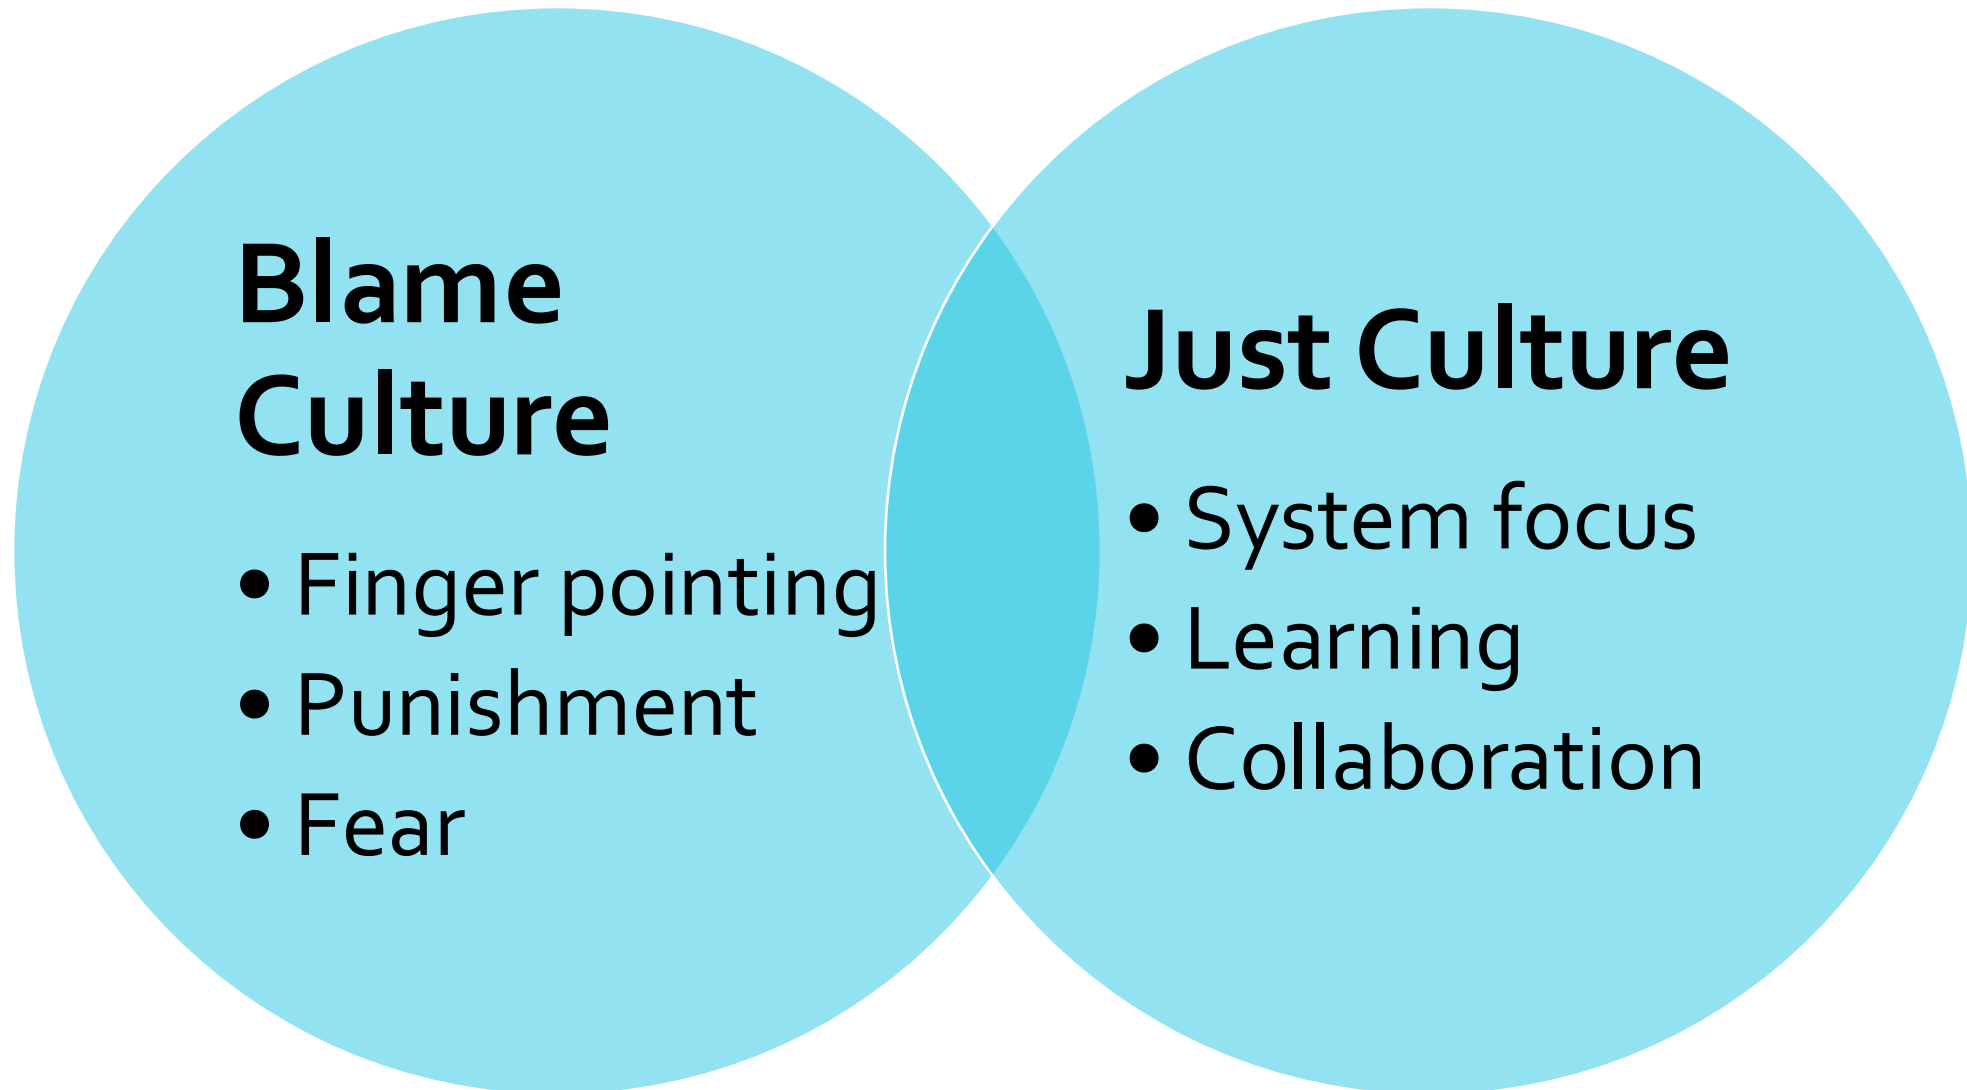 Blame
Culture
• Finger pointing
• Punishment
• Fear
Just Culture
• System focus
• Learning
• Collaboration